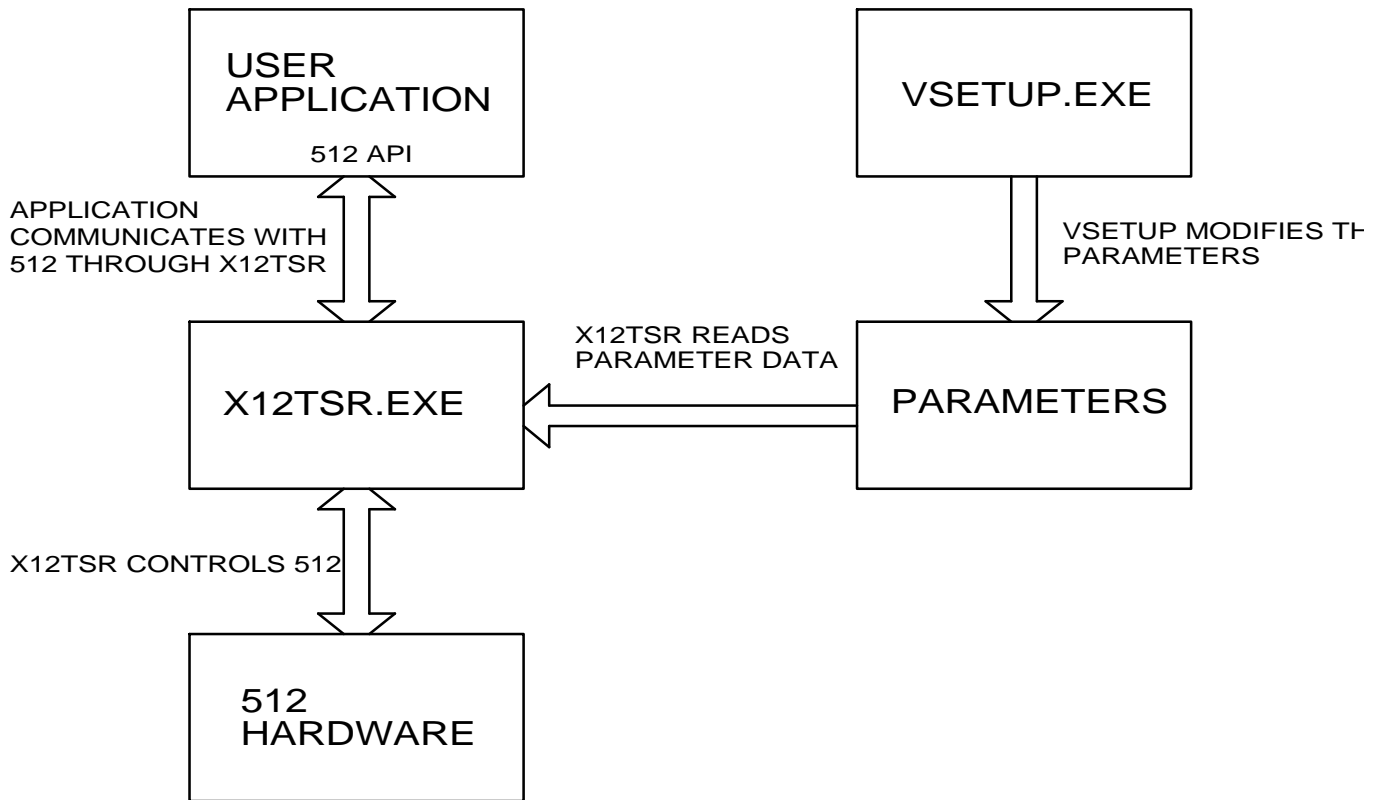 USER
APPLICATION
512 API
VSETUP.EXE
APPLICATION
COMMUNICATES WITH
512 THROUGH X12TSR
VSETUP MODIFIES TH
PARAMETERS
X12TSR READS
PARAMETER DATA
X12TSR.EXE
PARAMETERS
X12TSR CONTROLS 512
512
HARDWARE